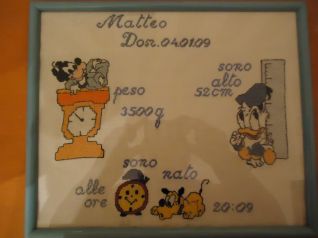 Matteo
Dom. 04.01.09
sono
alto
52cm
peso
3500g
sono nato
alle
ore
20:09